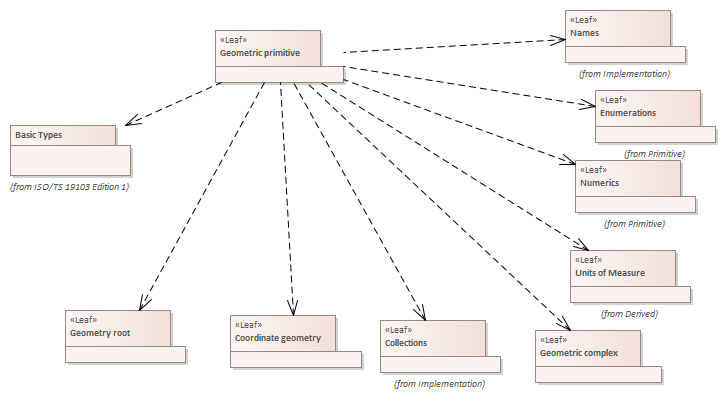 «Leaf»
Geometric primitive
«Leaf»
Names
(from Implementation)
«Leaf»
Enumerations
(from Primitive)
Basic Types
(from ISO/TS 19103 Edition 1)
«Leaf»
Numerics
(from Primitive)
«Leaf»
Units of Measure
(from Derived)
«Leaf»
Geometry root
«Leaf»
Coordinate geometry
«Leaf»
Collections
(from Implementation)
«Leaf»
Geometric complex